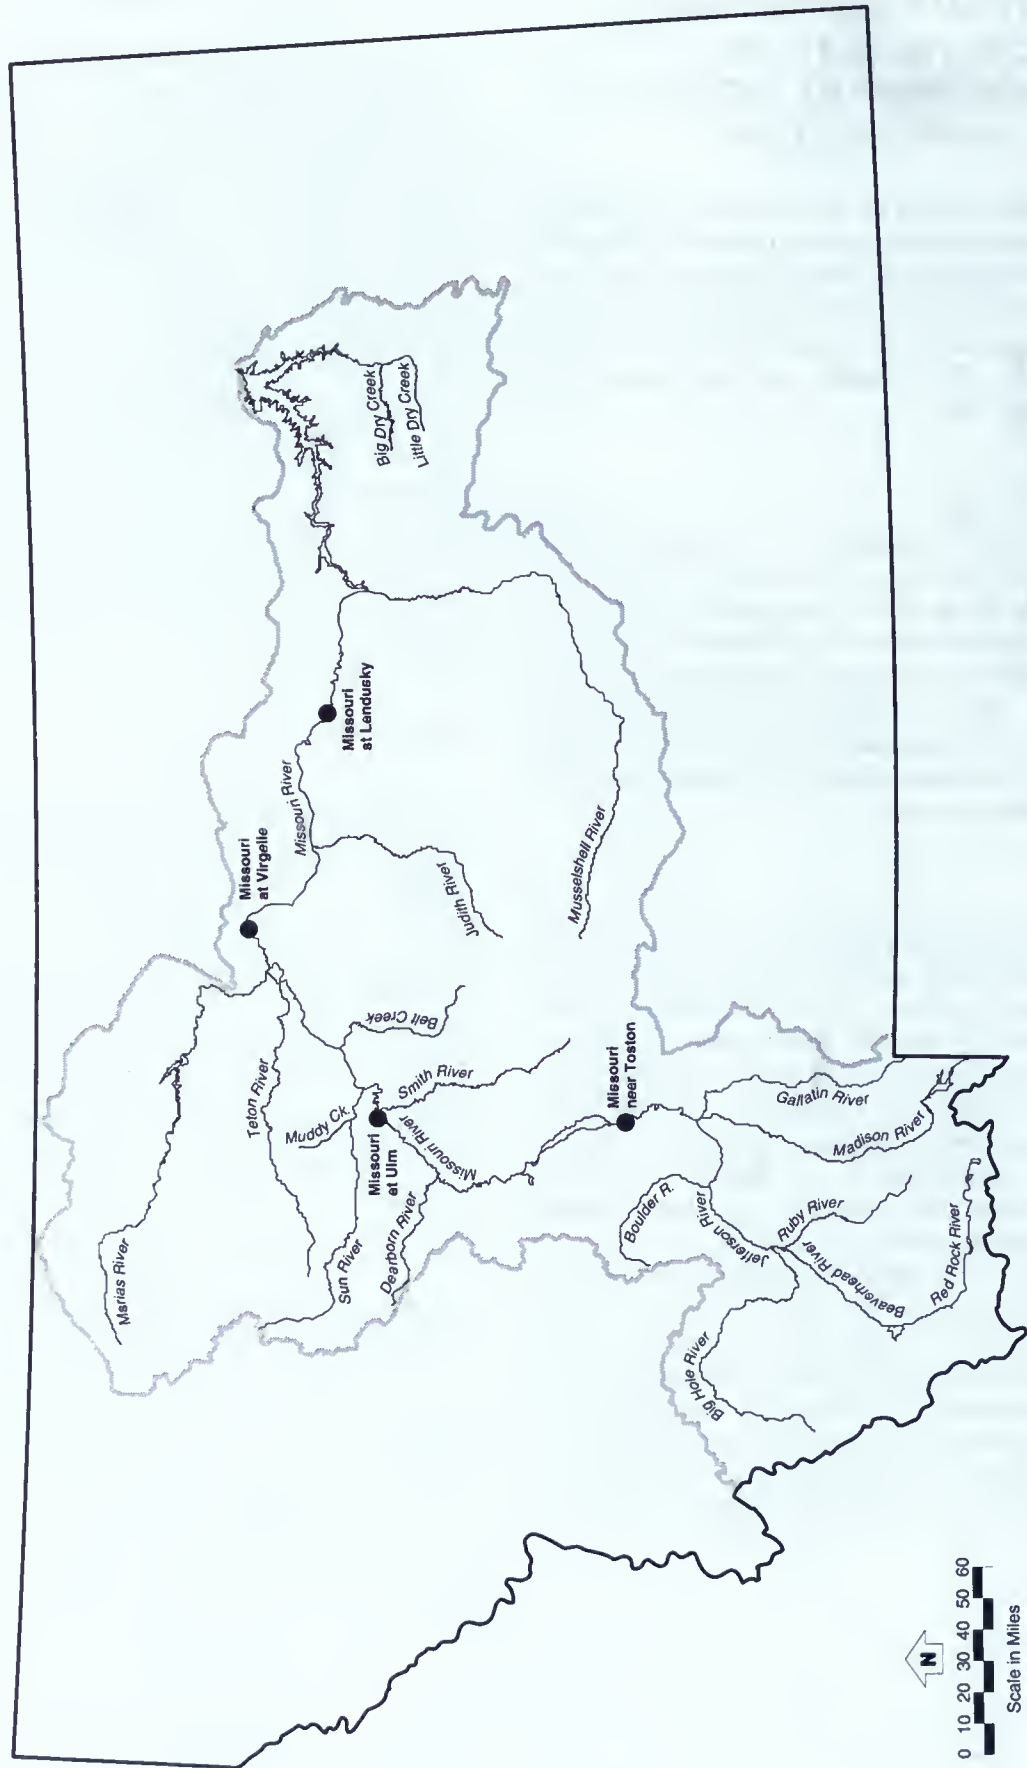 Marias River
Teton River
Muddy Ck.
Sun River
Dearborn River
Missouri
at Ulm
Missouri River
Smith River
Belt Creek
Missouri
at Virgelle
Missouri River
Judith River
Missouri
at Landusky
Musselshell River
Big Dry Creek
Little Dry Creek
Missouri
near Toston
Gallatin River
Madison River
Boulder R.
Jefferson River
Ruby River
Beaverhead River
Red Rock River
Big Hole River
N
0 10 20 30 40 50 60
Scale in Miles